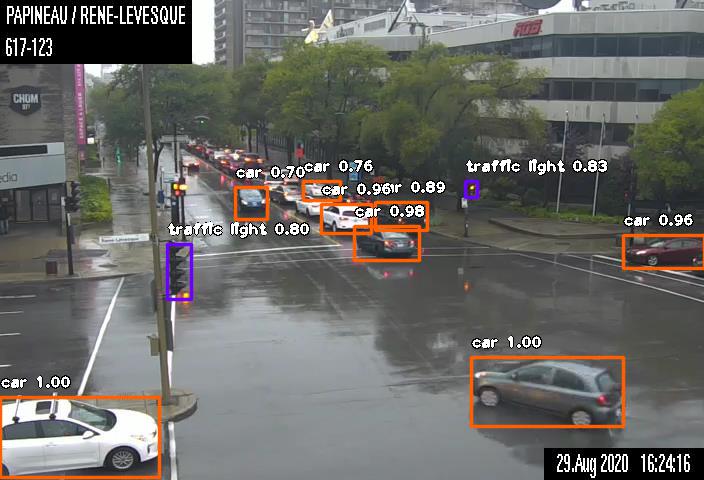 PAPINEAU / RENE-LEVESQUE
617-123
CHOM
car 0.70
car 0.76
traffic light 0.83
car 0.96
0.89
car 0.98
car 0.96
traffic light 0.80
car 1.00
car 1.00
29.Aug 2020 16:24:16